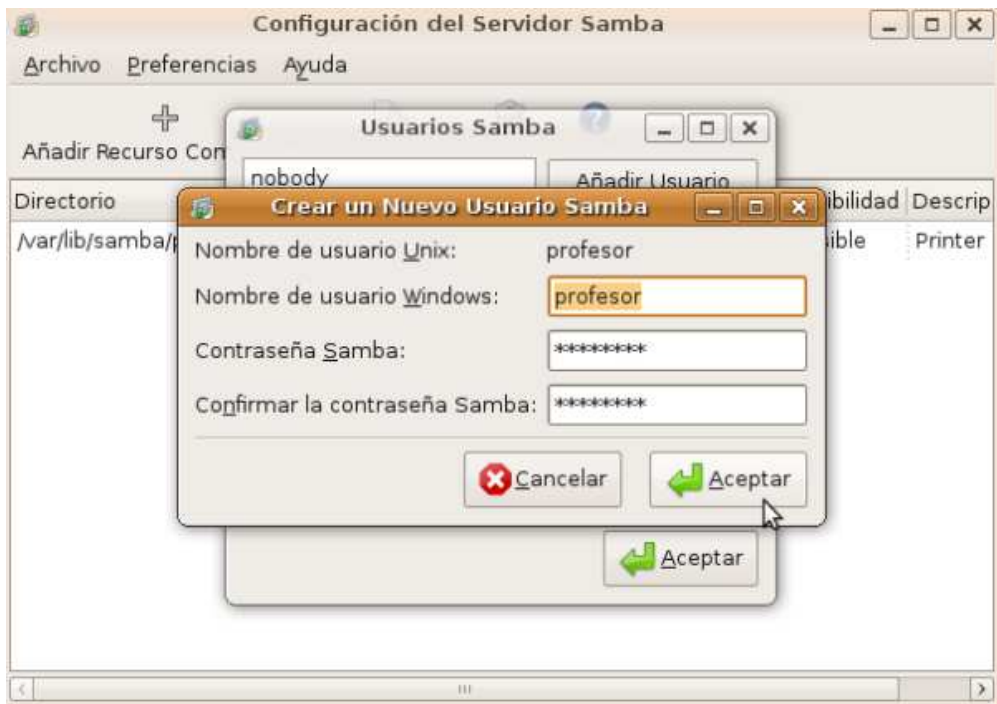 Configuración del Servidor Samba
Archivo Preferencias Ayuda
Añadir Recurso Con
Usuarios Samba
nobody
Añadir Usuario
Directorio
ibilidad
Descrip
/var/lib/samba/p
ible
Printer
Crear un Nuevo Usuario Samba
Nombre de usuario Unix: profesor
Nombre de usuario Windows: profesor
Contraseña Samba: *********
Confirmar la contraseña Samba: *********
Cancelar
Aceptar
Aceptar